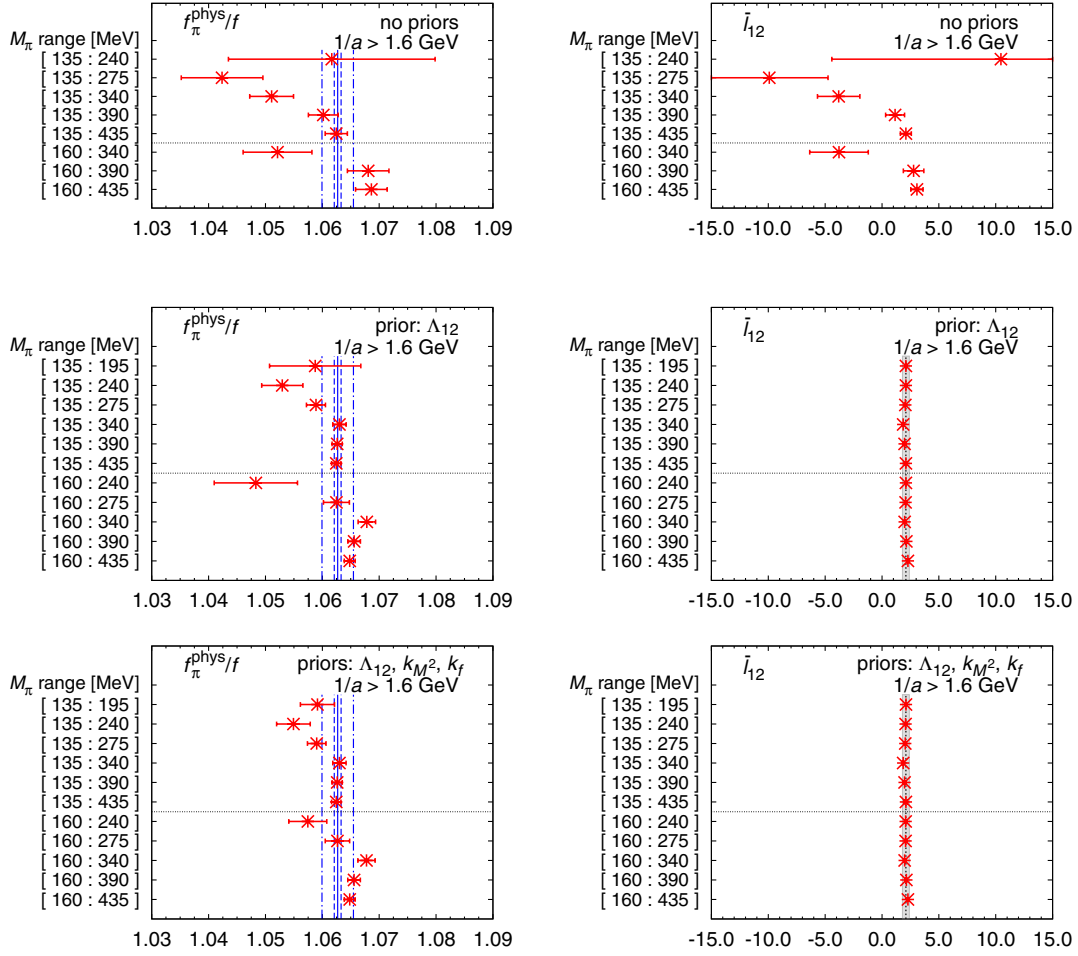 f_π^phys/f
no priors
M_π range [MeV]
1/a > 1.6 GeV
[ 135 : 240]
[ 135 : 275]
[ 135 : 340]
[ 135 : 390]
[ 135 : 435]
[ 160 : 340]
[ 160 : 390]
[ 160 : 435]
1.03 1.04 1.05 1.06 1.07 1.08 1.09
l̄_12
no priors
M_π range [MeV]
1/a > 1.6 GeV
[ 135 : 240]
[ 135 : 275]
[ 135 : 340]
[ 135 : 390]
[ 135 : 435]
[ 160 : 340]
[ 160 : 390]
[ 160 : 435]
-15.0 -10.0 -5.0 0.0 5.0 10.0 15.0
f_π^phys/f
prior: Λ_12
M_π range [MeV]
1/a > 1.6 GeV
[ 135 : 195]
[ 135 : 240]
[ 135 : 275]
[ 135 : 340]
[ 135 : 390]
[ 135 : 435]
[ 160 : 240]
[ 160 : 275]
[ 160 : 340]
[ 160 : 390]
[ 160 : 435]
1.03 1.04 1.05 1.06 1.07 1.08 1.09
l̄_12
prior: Λ_12
M_π range [MeV]
1/a > 1.6 GeV
[ 135 : 195]
[ 135 : 240]
[ 135 : 275]
[ 135 : 340]
[ 135 : 390]
[ 135 : 435]
[ 160 : 240]
[ 160 : 275]
[ 160 : 340]
[ 160 : 390]
[ 160 : 435]
-15.0 -10.0 -5.0 0.0 5.0 10.0 15.0
f_π^phys/f
priors: Λ_12, k_M², k_f
M_π range [MeV]
1/a > 1.6 GeV
[ 135 : 195]
[ 135 : 240]
[ 135 : 275]
[ 135 : 340]
[ 135 : 390]
[ 135 : 435]
[ 160 : 240]
[ 160 : 275]
[ 160 : 340]
[ 160 : 390]
[ 160 : 435]
1.03 1.04 1.05 1.06 1.07 1.08 1.09
l̄_12
priors: Λ_12, k_M², k_f
M_π range [MeV]
1/a > 1.6 GeV
[ 135 : 195]
[ 135 : 240]
[ 135 : 275]
[ 135 : 340]
[ 135 : 390]
[ 135 : 435]
[ 160 : 240]
[ 160 : 275]
[ 160 : 340]
[ 160 : 390]
[ 160 : 435]
-15.0 -10.0 -5.0 0.0 5.0 10.0 15.0